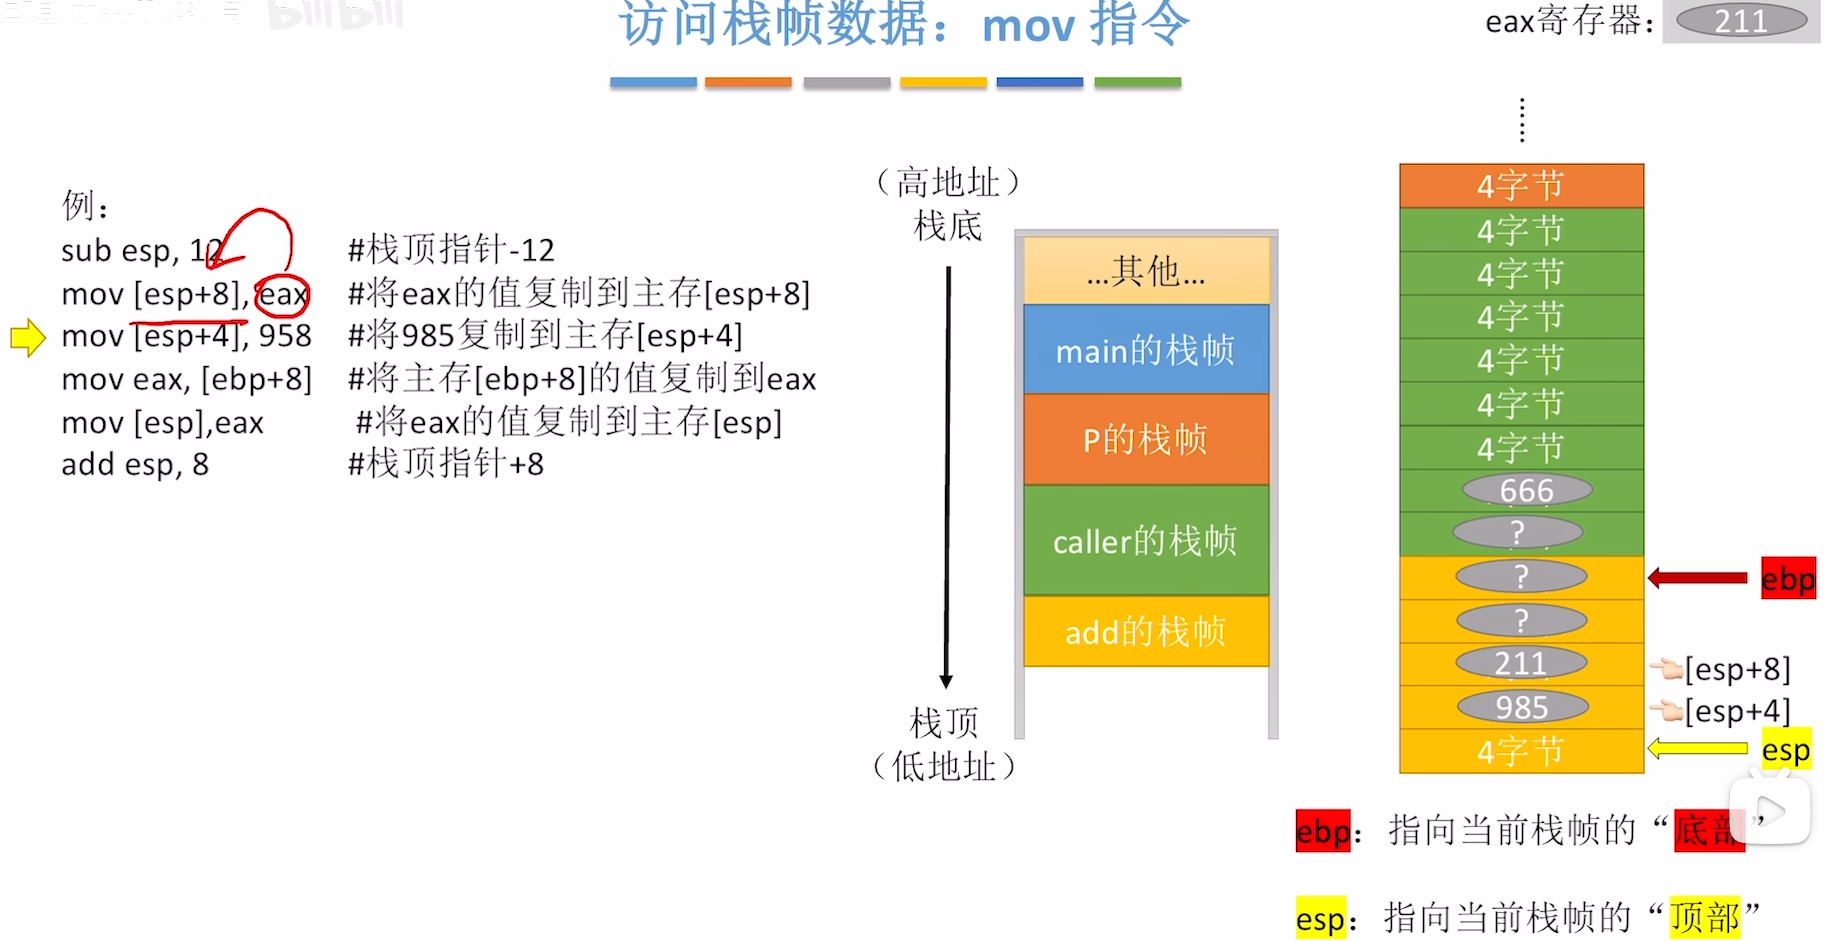 访问栈帧数据：mov 指令
eax寄存器：
211
bilibili
例：
sub esp, 12 #栈顶指针-12
mov [esp+8], eax #将eax的值复制到主存[esp+8]
mov [esp+4], 958 #将985复制到主存[esp+4]
mov eax, [ebp+8] #将主存[ebp+8]的值复制到eax
mov [esp],eax #将eax的值复制到主存[esp]
add esp, 8 #栈顶指针+8
（高地址）
栈底
…其他…
main的栈帧
P的栈帧
caller的栈帧
add的栈帧
栈顶
（低地址）
4字节
4字节
4字节
4字节
4字节
4字节
4字节
666
?
? ebp
?
211 [esp+8]
985 [esp+4]
4字节 esp
ebp：指向当前栈帧的“底部”
esp：指向当前栈帧的“顶部”